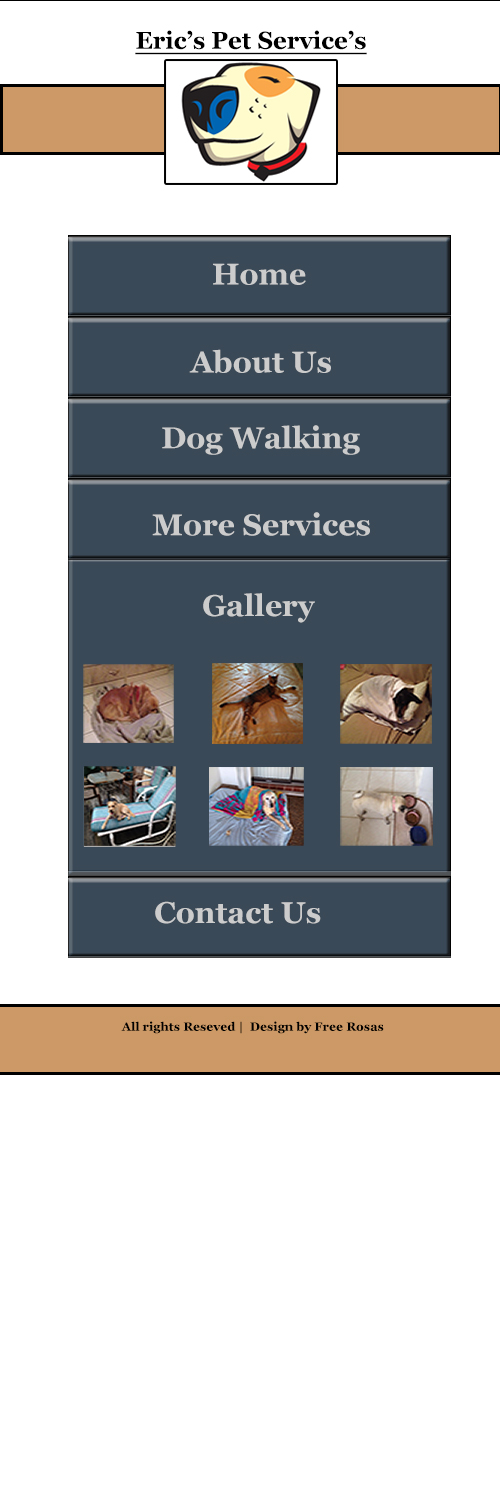 Eric’s Pet Service’s
Home
About Us
Dog Walking
More Services
Gallery
Contact Us
All rights Reseved | Design by Free Rosas